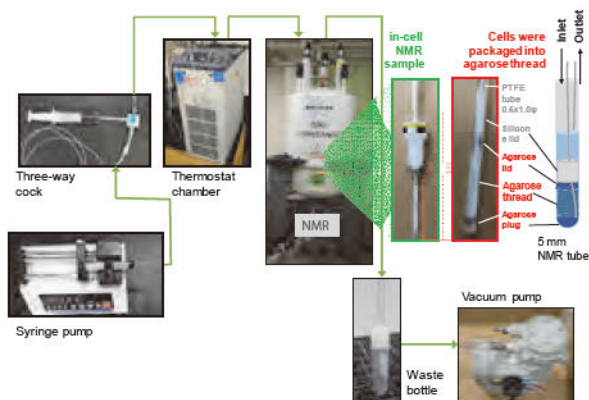 in-cell
NMR
sample
Cells were
packaged into
agarose thread
Inlet
Outlet
PTFE
tube
0.6x1.0φ
Silicon
e lid
Agarose
lid
Agarose
thread
Agarose
plug
5 mm
NMR tube
Three-way
cock
Thermostat
chamber
NMR
Syringe pump
Waste
bottle
Vacuum pump